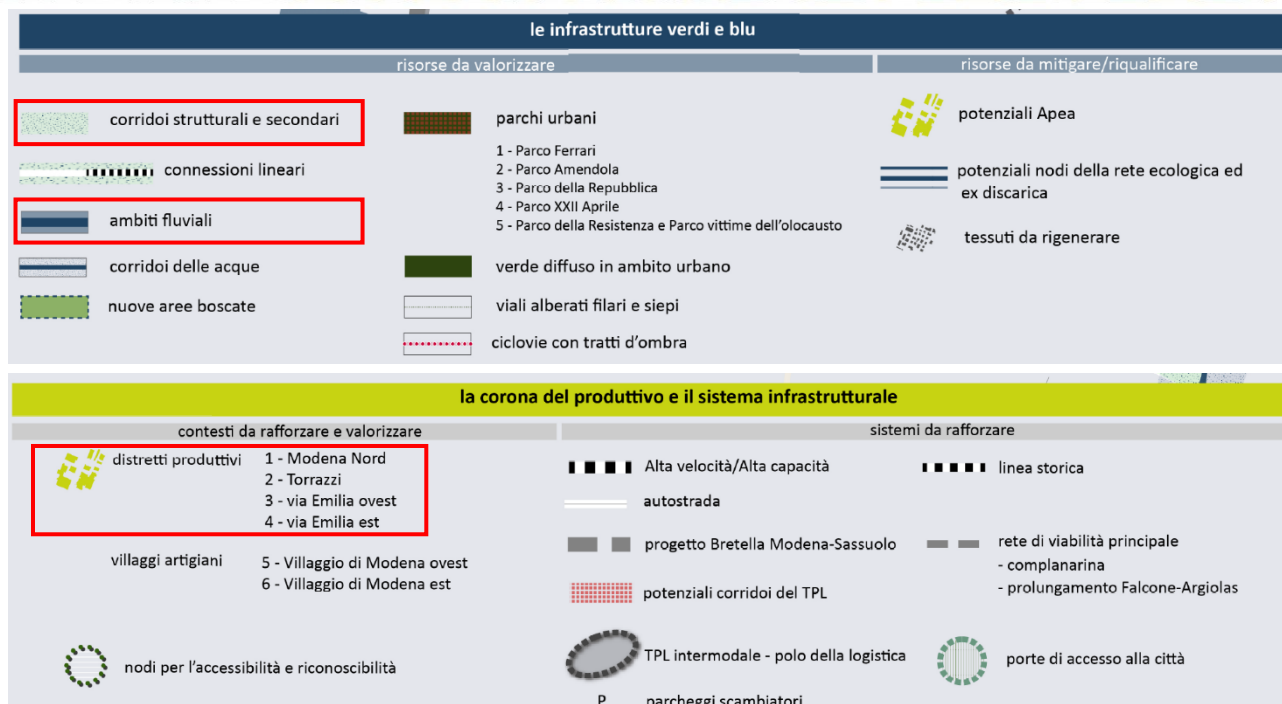 le infrastrutture verdi e blu
risorse da valorizzare
risorse da mitigare/riqualificare
corridoi strutturali e secondari
connessioni lineari
ambiti fluviali
corridoi delle acque
nuove aree boscate
parchi urbani
1 - Parco Ferrari
2 - Parco Amendola
3 - Parco della Repubblica
4 - Parco XXII Aprile
5 - Parco della Resistenza e Parco vittime dell'olocausto
verde diffuso in ambito urbano
viali alberati filari e siepi
ciclovie con tratti d'ombra
potenziali Apea
potenziali nodi della rete ecologica ed
ex discarica
tessuti da rigenerare
la corona del produttivo e il sistema infrastrutturale
contesti da rafforzare e valorizzare
sistemi da rafforzare
distretti produttivi
1 - Modena Nord
2 - Torrazzi
3 - via Emilia ovest
4 - via Emilia est
villaggi artigiani
5 - Villaggio di Modena ovest
6 - Villaggio di Modena est
nodi per l'accessibilità e riconoscibilità
Alta velocità/Alta capacità
autostrada
progetto Bretella Modena-Sassuolo
potenziali corridoi del TPL
TPL intermodale - polo della logistica
P parcheggi scambiatori
linea storica
rete di viabilità principale
- complanarina
- prolungamento Falcone-Argiolas
porte di accesso alla città